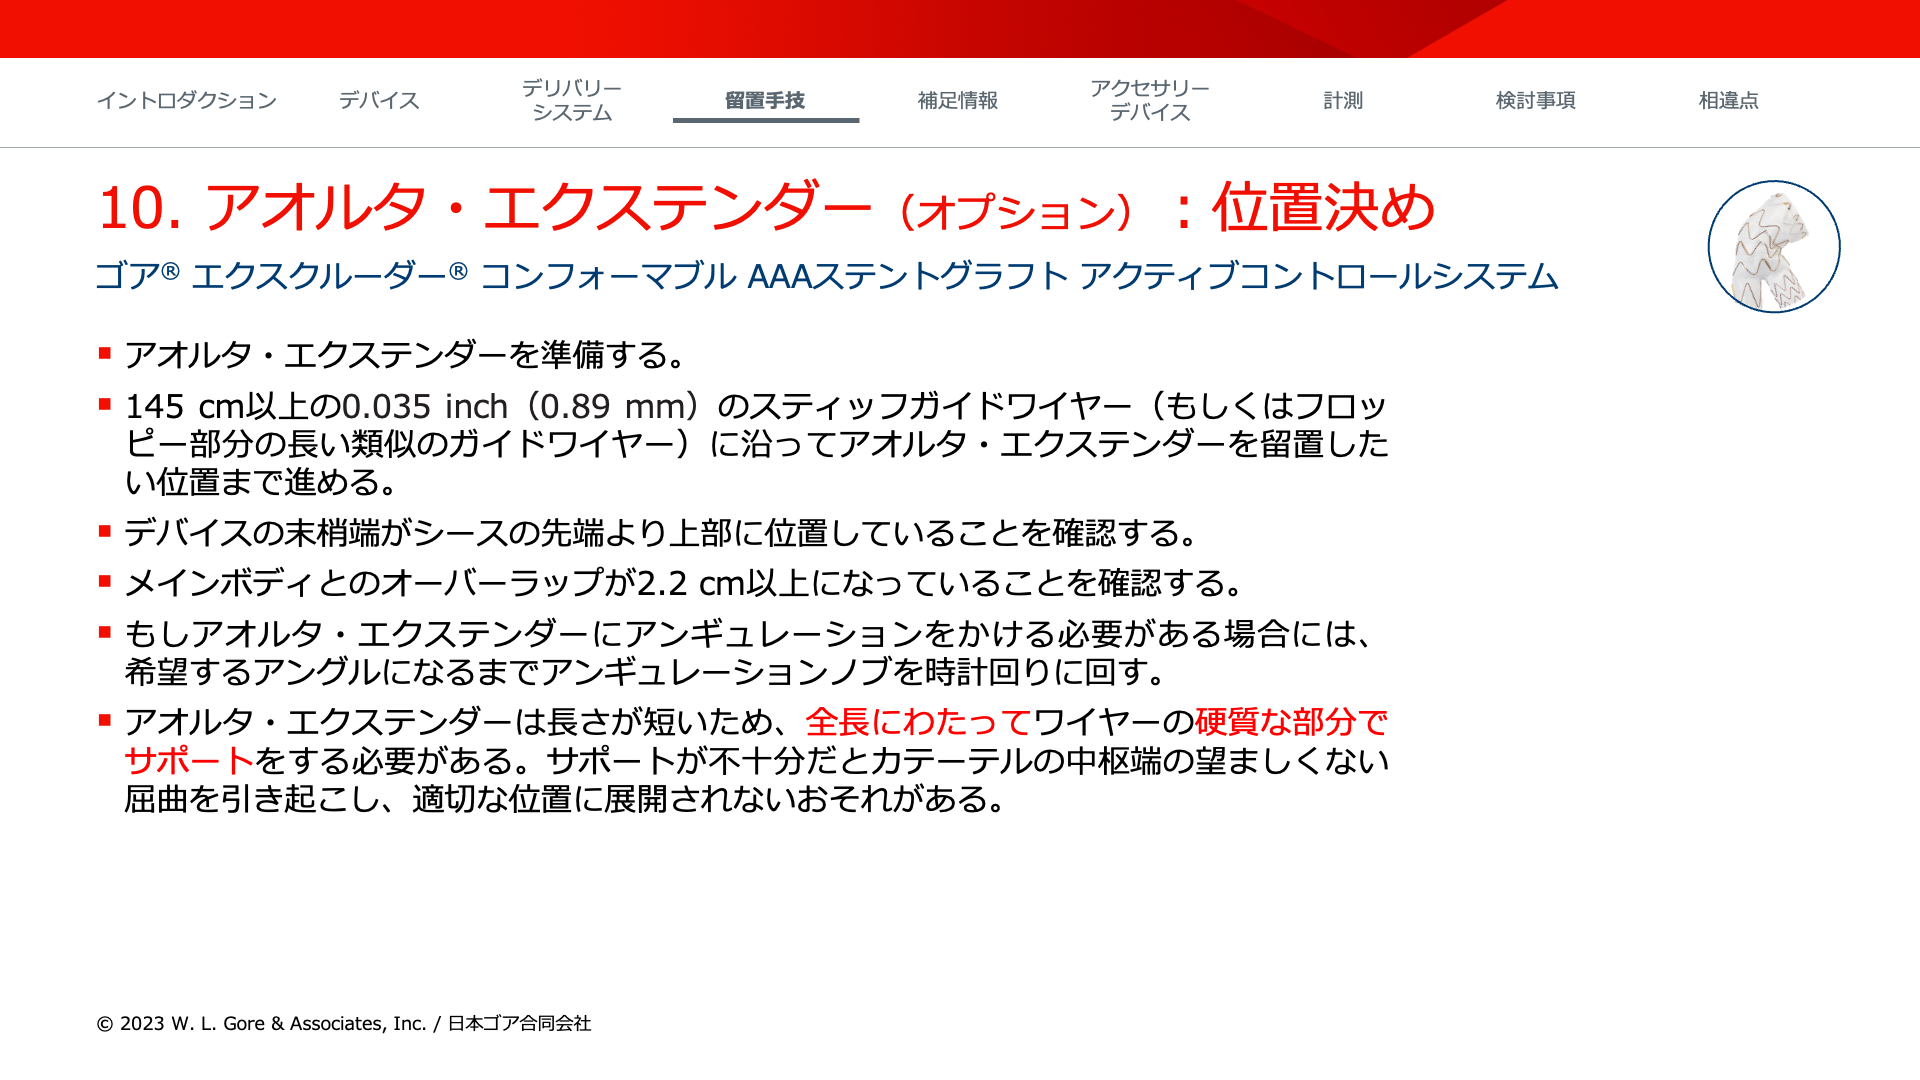 イントロダクション
デバイス
デリバリー
システム
留置手技
補足情報
アクセサリー
デバイス
計測
検討事項
相違点
10. アオルタ・エクステンダー（オプション）：位置決め
ゴア® エクスクルーダー® コンフォーマブル AAAステントグラフト アクティブコントロールシステム
▪ アオルタ・エクステンダーを準備する。
▪ 145 cm以上の0.035 inch（0.89 mm）のスティッフガイドワイヤー（もしくはフロッ
ピー部分の長い類似のガイドワイヤー）に沿ってアオルタ・エクステンダーを留置した
い位置まで進める。
▪ デバイスの末梢端がシースの先端より上部に位置していることを確認する。
▪ メインボディとのオーバーラップが2.2 cm以上になっていることを確認する。
▪ もしアオルタ・エクステンダーにアンギュレーションをかける必要がある場合には、
希望するアングルになるまでアンギュレーションノブを時計回りに回す。
▪ アオルタ・エクステンダーは長さが短いため、全長にわたってワイヤーの硬質な部分で
サポートをする必要がある。サポートが不十分だとカテーテルの中枢端の望ましくない
屈曲を引き起こし、適切な位置に展開されないおそれがある。
© 2023 W. L. Gore & Associates, Inc. / 日本ゴア合同会社